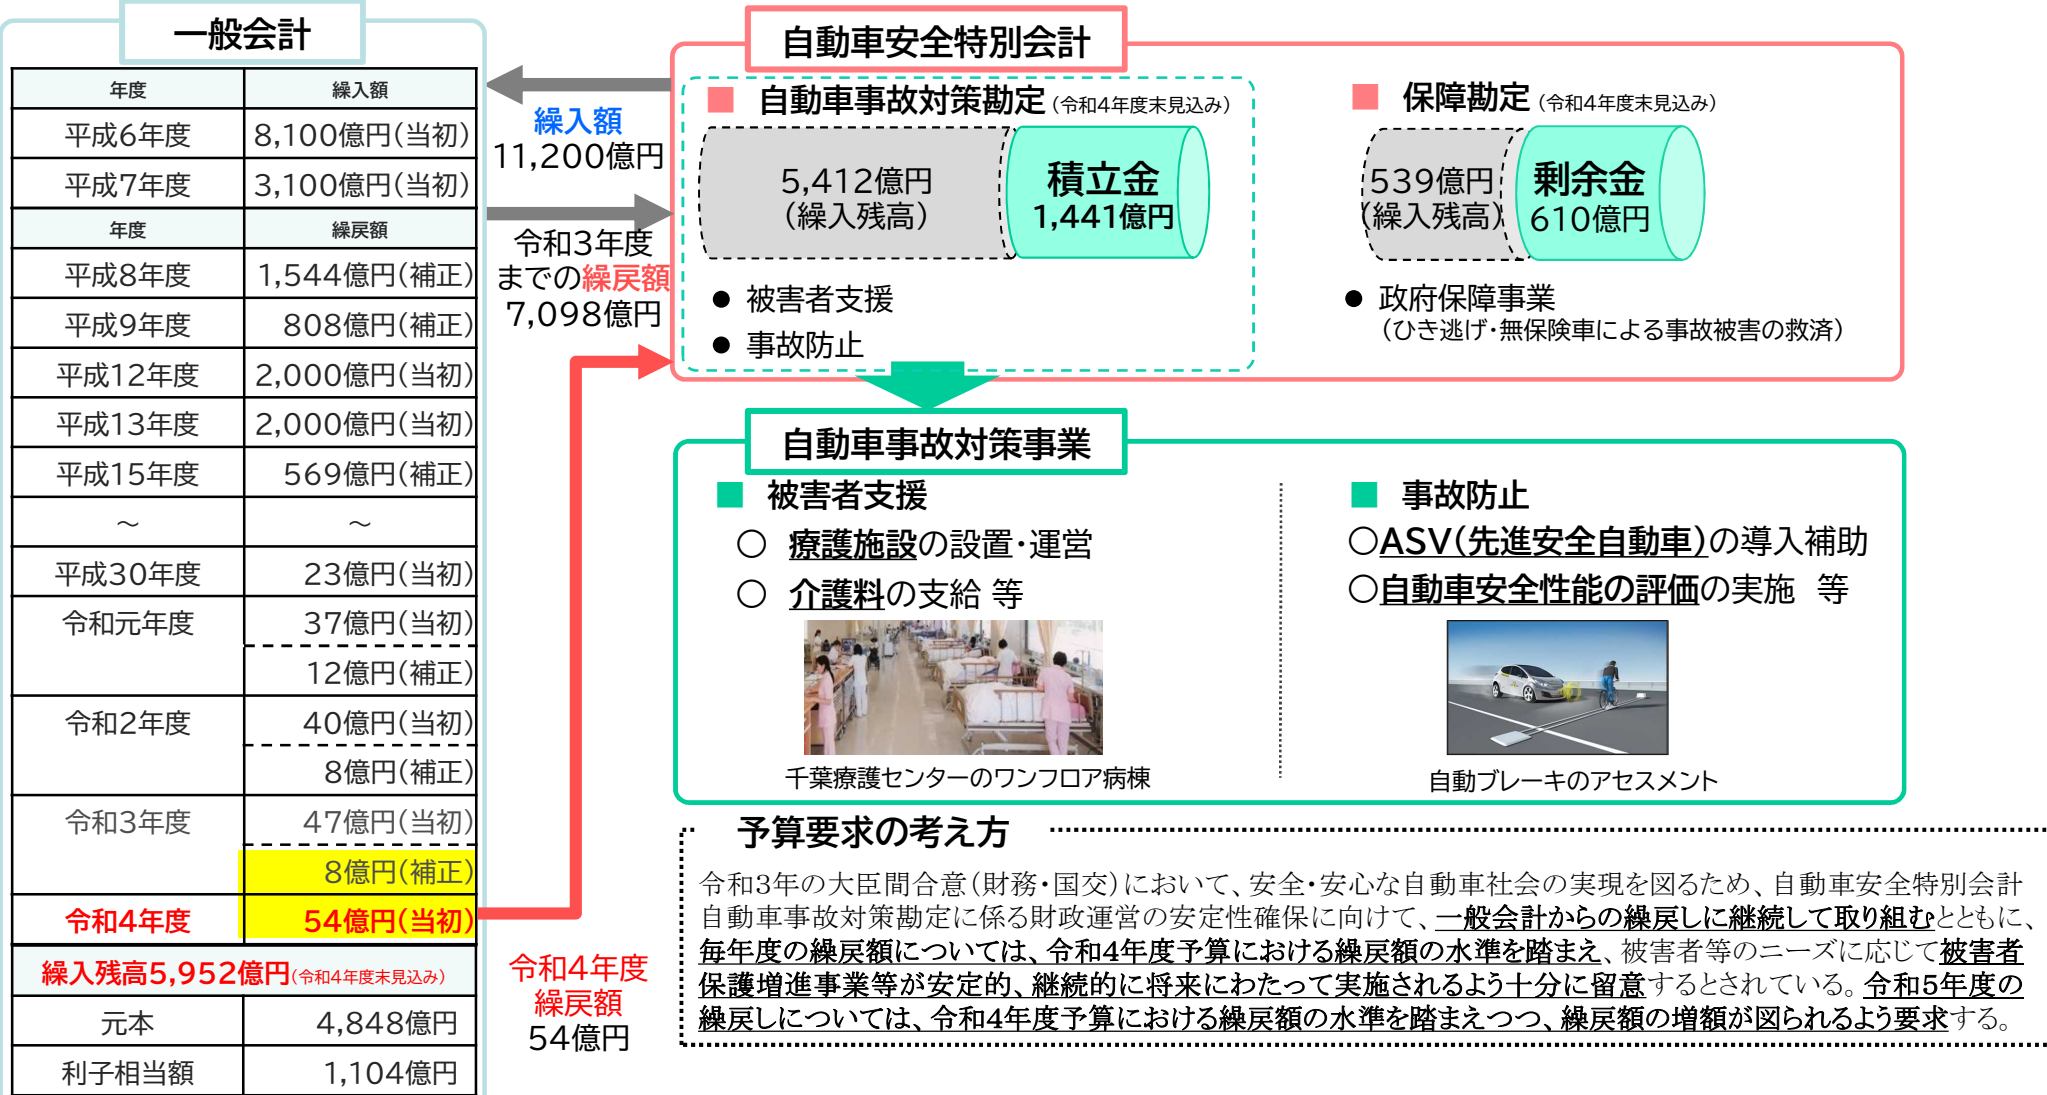 一般会計
年度 繰入額
平成6年度 8,100億円(当初)
平成7年度 3,100億円(当初)
年度 繰戻額
平成8年度 1,544億円(補正)
平成9年度 808億円(補正)
平成12年度 2,000億円(当初)
平成13年度 2,000億円(当初)
平成15年度 569億円(補正)
～ ～
平成30年度 23億円(当初)
令和元年度 37億円(当初)
12億円(補正)
令和2年度 40億円(当初)
8億円(補正)
令和3年度 47億円(当初)
8億円(補正)
令和4年度 54億円(当初)
繰入残高5,952億円(令和4年度末見込み)
元本 4,848億円
利子相当額 1,104億円
繰入額
11,200億円
令和3年度
までの繰戻額
7,098億円
令和4年度
繰戻額
54億円
自動車安全特別会計
■ 自動車事故対策勘定(令和4年度末見込み)
5,412億円
(繰入残高)
積立金
1,441億円
● 被害者支援
● 事故防止
■ 保障勘定(令和4年度末見込み)
539億円
(繰入残高)
剰余金
610億円
● 政府保障事業
(ひき逃げ・無保険車による事故被害の救済)
自動車事故対策事業
■ 被害者支援
○ 療護施設の設置・運営
○ 介護料の支給 等
千葉療護センターのワンフロア病棟
■ 事故防止
○ASV(先進安全自動車)の導入補助
○自動車安全性能の評価の実施 等
自動ブレーキのアセスメント
予算要求の考え方
令和3年の大臣間合意(財務・国交)において、安全・安心な自動車社会の実現を図るため、自動車安全特別会計
自動車事故対策勘定に係る財政運営の安定性確保に向けて、一般会計からの繰戻しに継続して取り組むとともに、
毎年度の繰戻額については、令和4年度予算における繰戻額の水準を踏まえ、被害者等のニーズに応じて被害者
保護増進事業等が安定的、継続的に将来にわたって実施されるよう十分に留意するとされている。令和5年度の
繰戻しについては、令和4年度予算における繰戻額の水準を踏まえつつ、繰戻額の増額が図られるよう要求する。